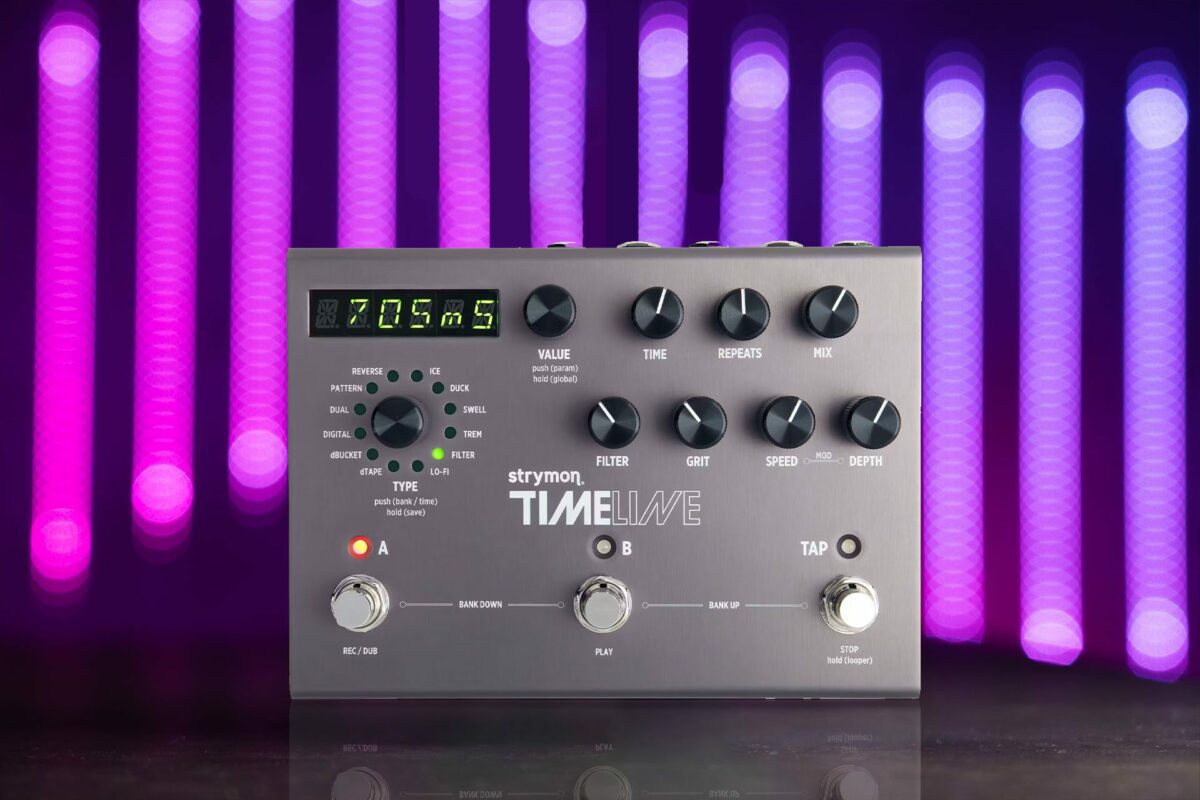 705mS
VALUE
push (param)
hold (global)
TIME
REPEATS
MIX
REVERSE
ICE
PATTERN
DUCK
DUAL
SWELL
DIGITAL
TREM
dBUCKET
FILTER
dTAPE
LO-FI
TYPE
push (bank / time)
hold (save)
FILTER
GRIT
SPEED
MOD
DEPTH
strymon.
TIMELINE
A
B
TAP
BANK DOWN
BANK UP
REC / DUB
PLAY
STOP
hold (looper)